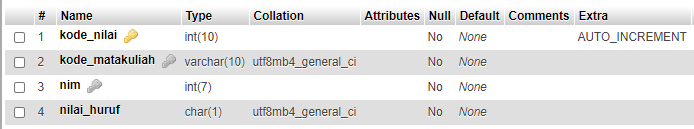 # Name Type Collation Attributes Null Default Comments Extra
1 kode_nilai int(10) No None AUTO_INCREMENT
2 kode_matakuliah varchar(10) utf8mb4_general_ci No None
3 nim int(7) No None
4 nilai_huruf char(1) utf8mb4_general_ci No None